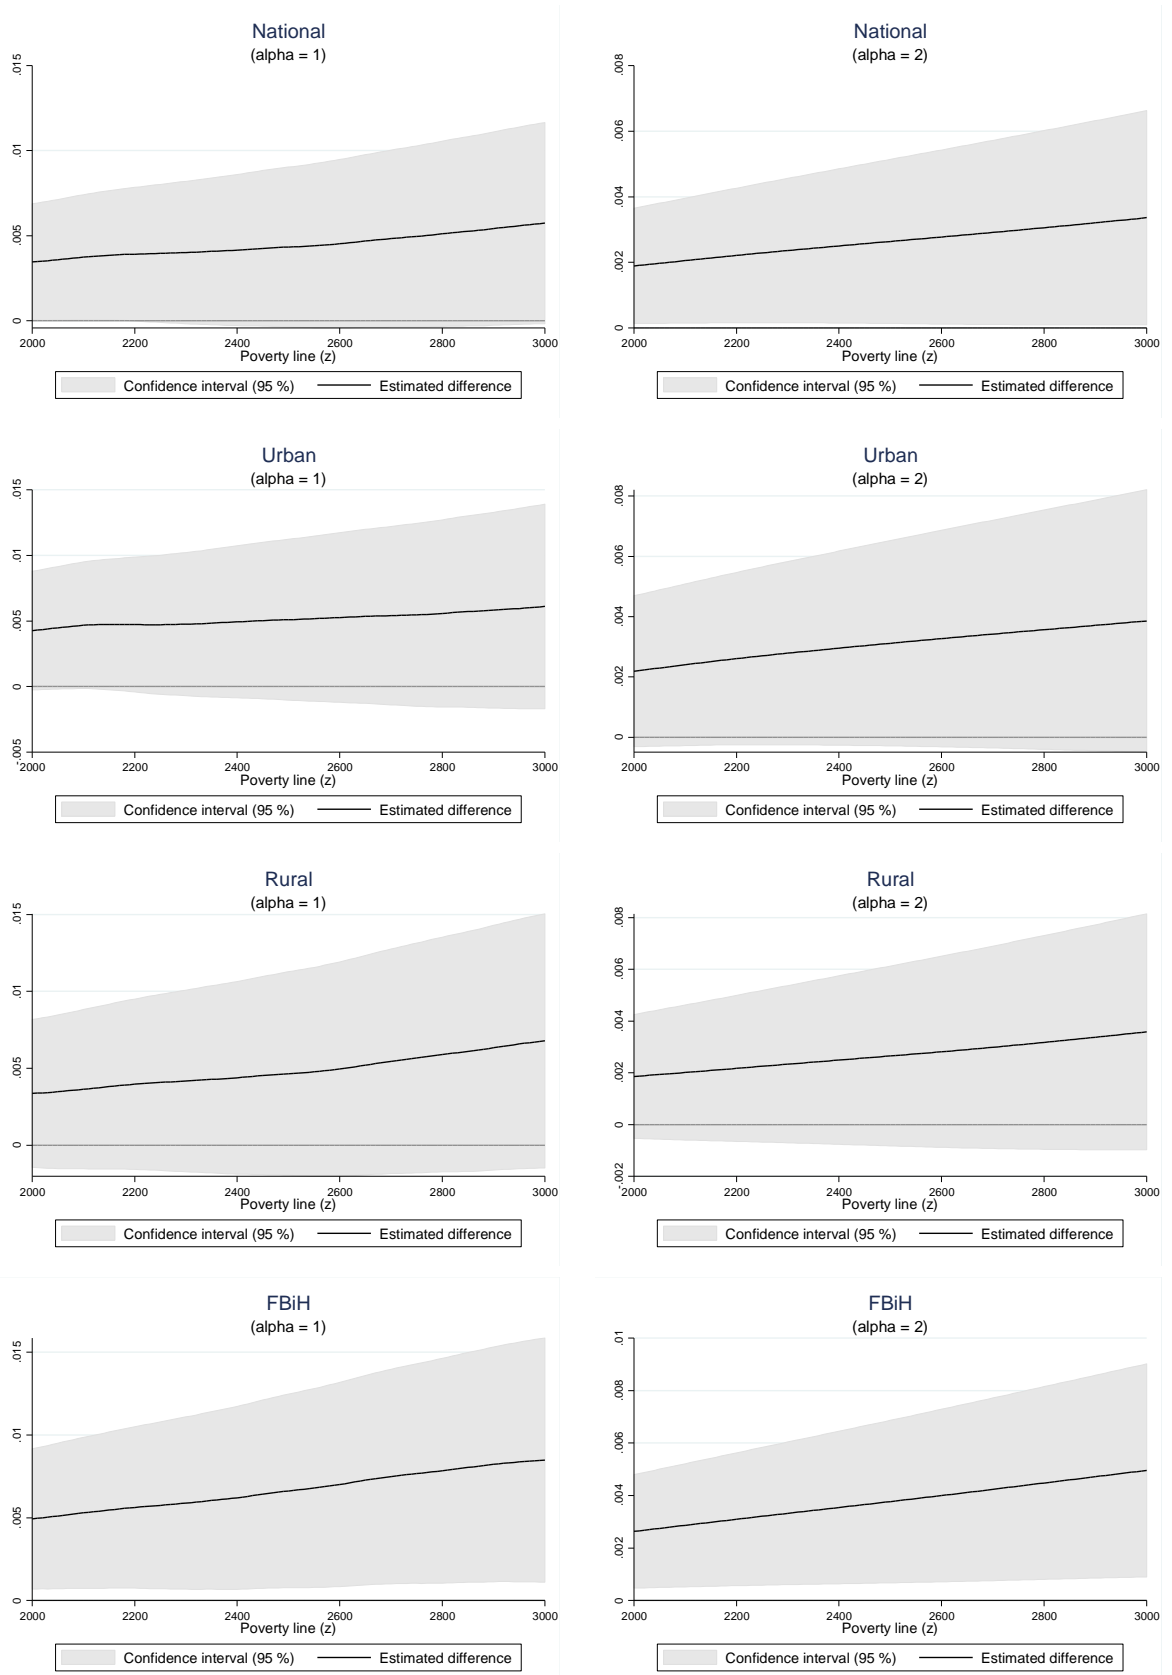 National
(alpha = 1)
.015
.01
.005
0
2000 2200 2400 2600 2800 3000
Poverty line (z)
Confidence interval (95 %) Estimated difference
National
(alpha = 2)
.008
.006
.004
.002
0
2000 2200 2400 2600 2800 3000
Poverty line (z)
Confidence interval (95 %) Estimated difference
Urban
(alpha = 1)
.015
.01
.005
0
-.005
2000 2200 2400 2600 2800 3000
Poverty line (z)
Confidence interval (95 %) Estimated difference
Urban
(alpha = 2)
.008
.006
.004
.002
0
2000 2200 2400 2600 2800 3000
Poverty line (z)
Confidence interval (95 %) Estimated difference
Rural
(alpha = 1)
.015
.01
.005
0
2000 2200 2400 2600 2800 3000
Poverty line (z)
Confidence interval (95 %) Estimated difference
Rural
(alpha = 2)
.008
.006
.004
.002
0
-.002
2000 2200 2400 2600 2800 3000
Poverty line (z)
Confidence interval (95 %) Estimated difference
FBiH
(alpha = 1)
.015
.01
.005
0
2000 2200 2400 2600 2800 3000
Poverty line (z)
Confidence interval (95 %) Estimated difference
FBiH
(alpha = 2)
.01
.008
.006
.004
.002
0
2000 2200 2400 2600 2800 3000
Poverty line (z)
Confidence interval (95 %) Estimated difference